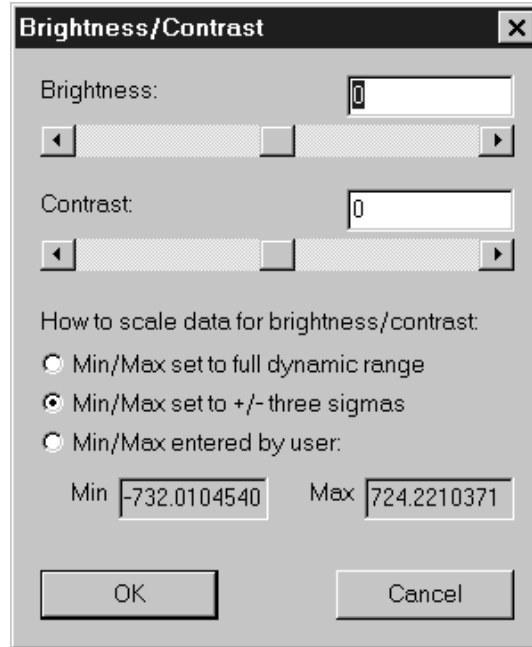 Brightness/Contrast
Brightness: 0
Contrast: 0
How to scale data for brightness/contrast:
Min/Max set to full dynamic range
Min/Max set to +/- three sigmas
Min/Max entered by user:
Min -732.0104540 Max 724.2210371
OK Cancel